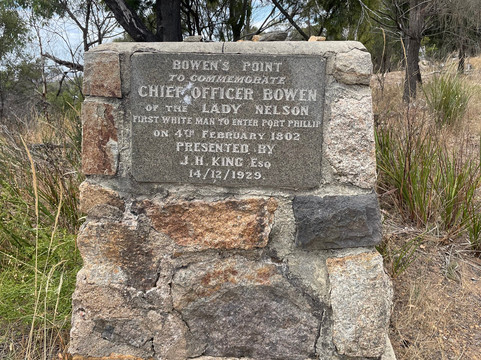 BOWEN'S POINT
TO COMMEMORATE
CHIEF OFFICER BOWEN
OF THE LADY NELSON
FIRST WHITE MAN TO ENTER PORT PHILLIP
ON 4TH FEBRUARY 1802
PRESENTED BY
J.H. KING ESQ
14/12/1929.